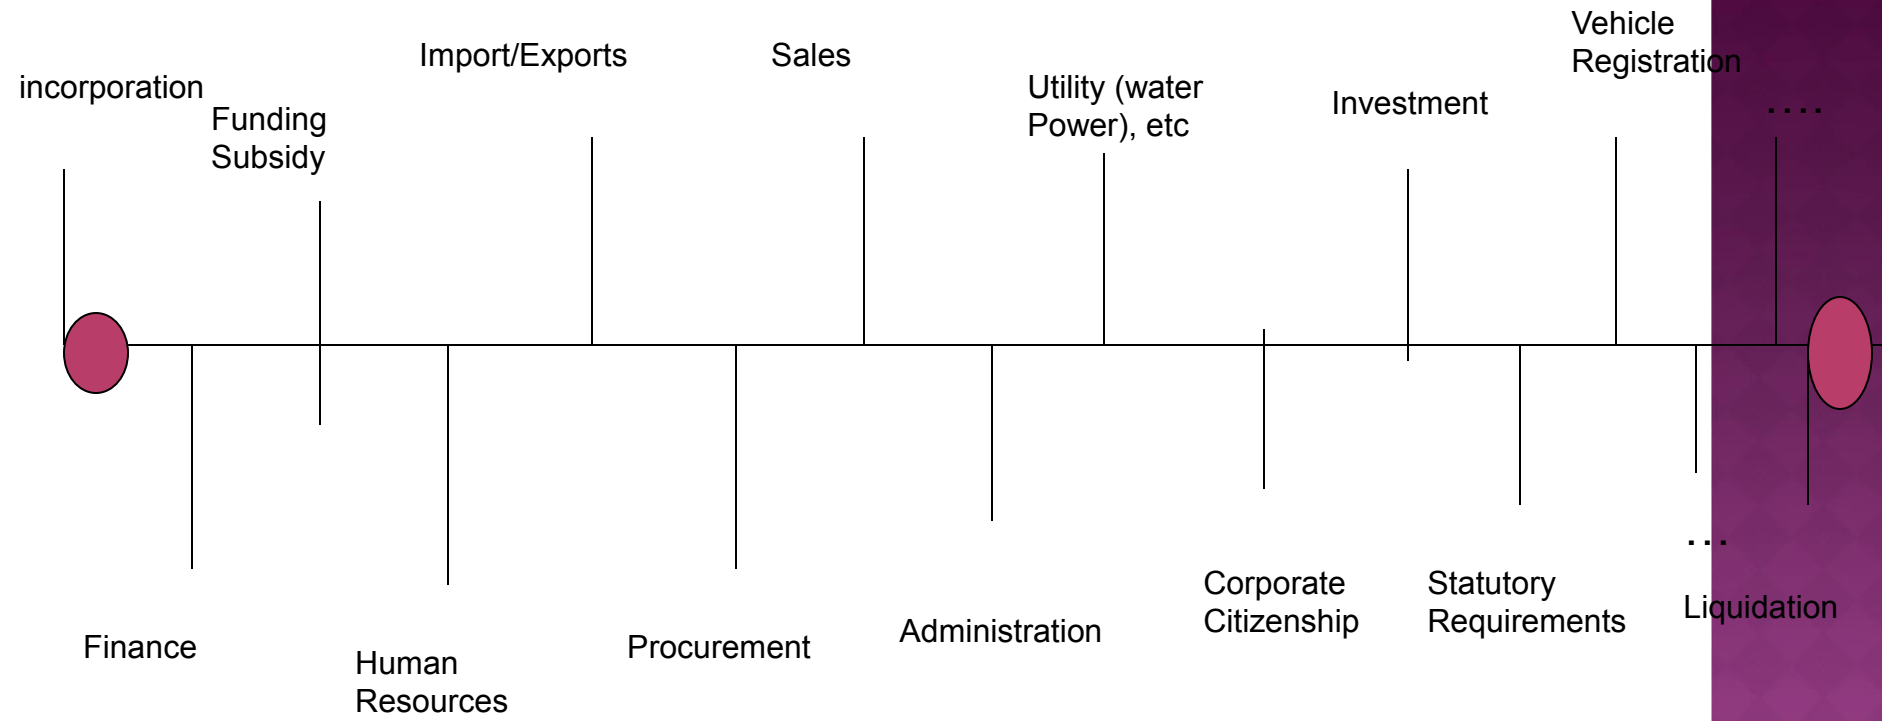 incorporation
Funding
Subsidy
Import/Exports
Sales
Utility (water
Power), etc
Investment
Vehicle
Registration
....
Finance
Human
Resources
Procurement
Administration
Corporate
Citizenship
Statutory
Requirements
...
Liquidation